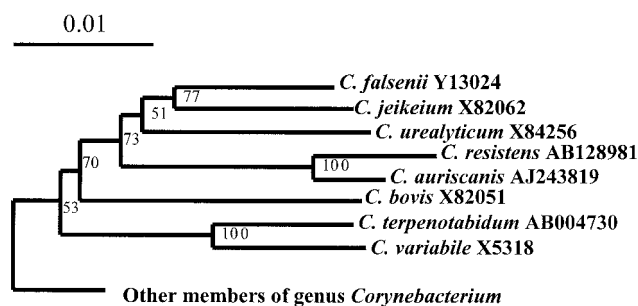 0.01
C. falsenii Y13024
77
C. jeikeium X82062
51
C. urealyticum X84256
73
C. resistens AB128981
100
C. auriscanis AJ243819
70
C. bovis X82051
53
C. terpenotabidum AB004730
100
C. variabile X5318
Other members of genus Corynebacterium